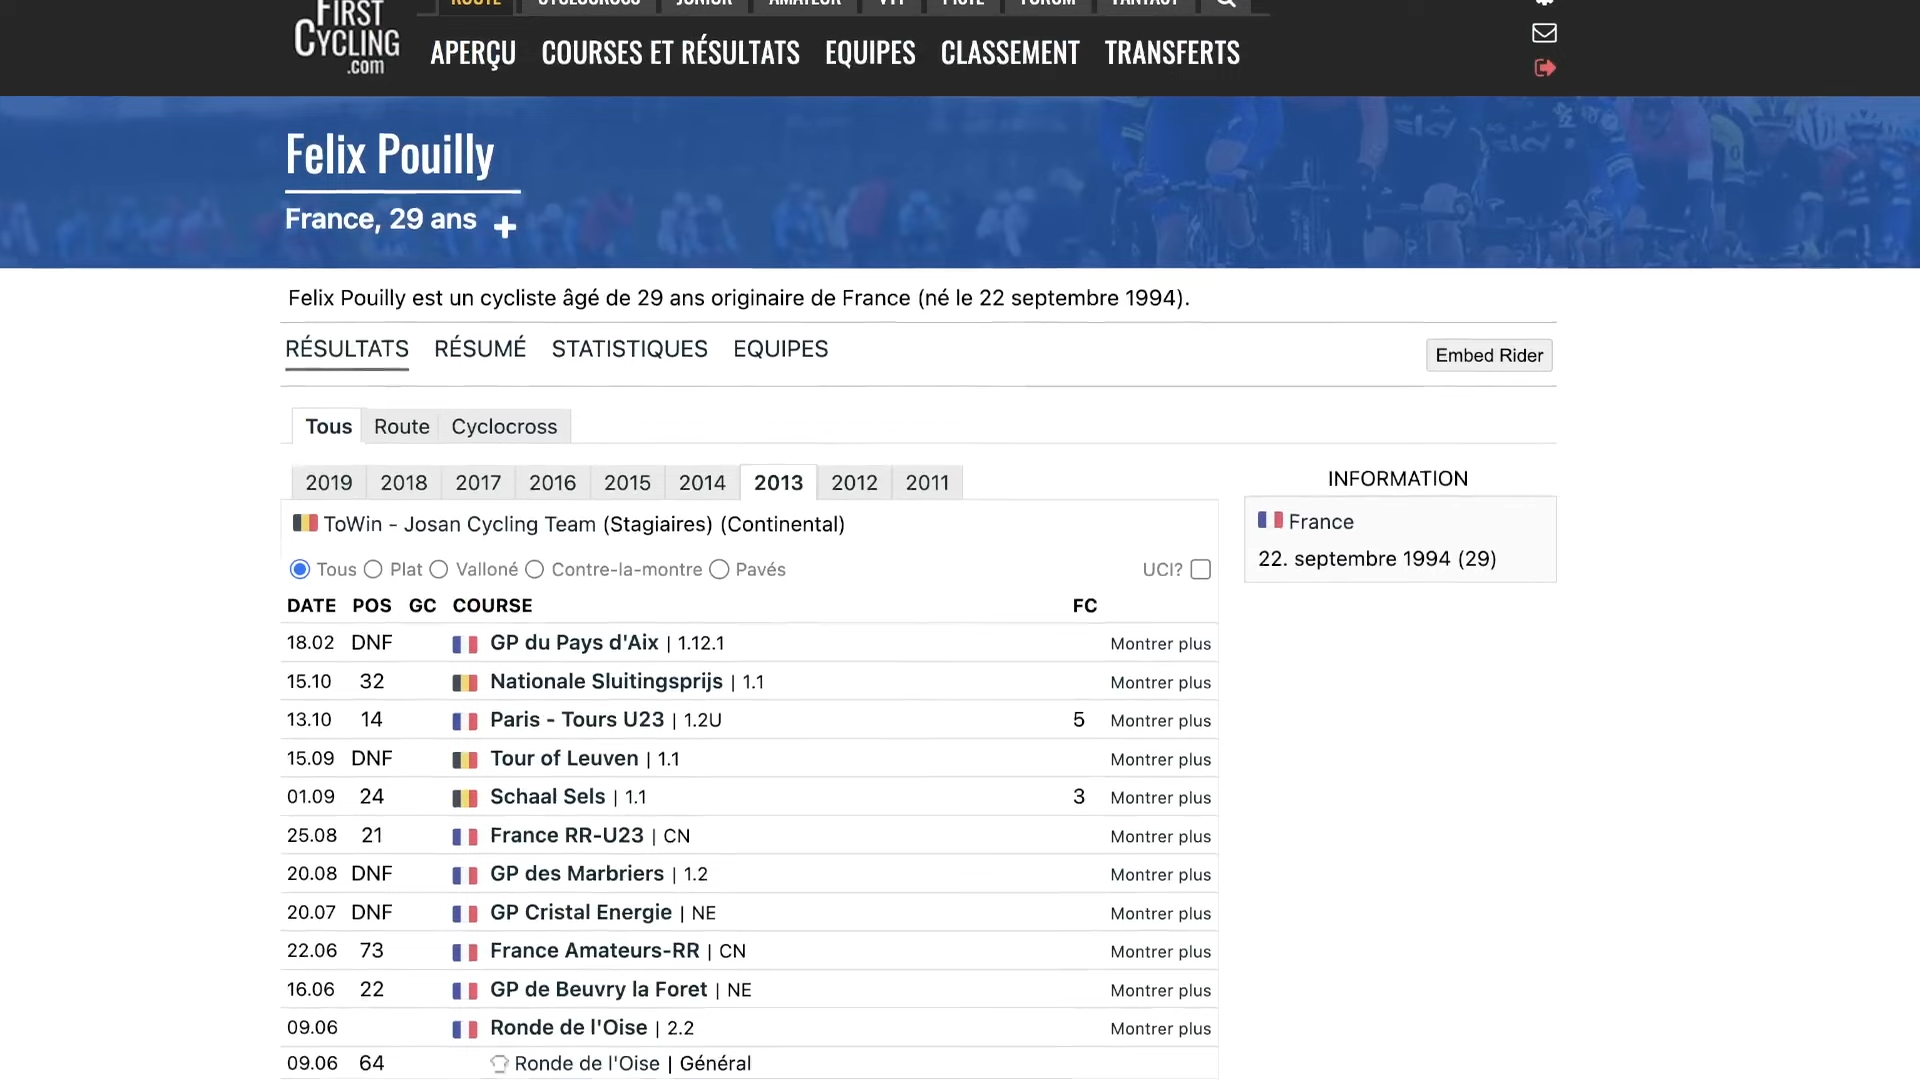 ROUTE CYCLOCROSS JUNIOR AMATEUR VTT PISTE FORUM FANTASY
FIRST
CYCLING
.com
APERÇU COURSES ET RÉSULTATS EQUIPES CLASSEMENT TRANSFERTS
Felix Pouilly
France, 29 ans +
Felix Pouilly est un cycliste âgé de 29 ans originaire de France (né le 22 septembre 1994).
RÉSULTATS RÉSUMÉ STATISTIQUES EQUIPES
Embed Rider
Tous Route Cyclocross
2019 2018 2017 2016 2015 2014 2013 2012 2011
INFORMATION
France
22. septembre 1994 (29)
ToWin - Josan Cycling Team (Stagiaires) (Continental)
Tous Plat Valloné Contre-la-montre Pavés UCI?
DATE POS GC COURSE FC
18.02 DNF GP du Pays d'Aix | 1.12.1 Montrer plus
15.10 32 Nationale Sluitingsprijs | 1.1 Montrer plus
13.10 14 Paris - Tours U23 | 1.2U 5 Montrer plus
15.09 DNF Tour of Leuven | 1.1 Montrer plus
01.09 24 Schaal Sels | 1.1 3 Montrer plus
25.08 21 France RR-U23 | CN Montrer plus
20.08 DNF GP des Marbriers | 1.2 Montrer plus
20.07 DNF GP Cristal Energie | NE Montrer plus
22.06 73 France Amateurs-RR | CN Montrer plus
16.06 22 GP de Beuvry la Foret | NE Montrer plus
09.06 Ronde de l'Oise | 2.2 Montrer plus
09.06 64 Ronde de l'Oise | Général